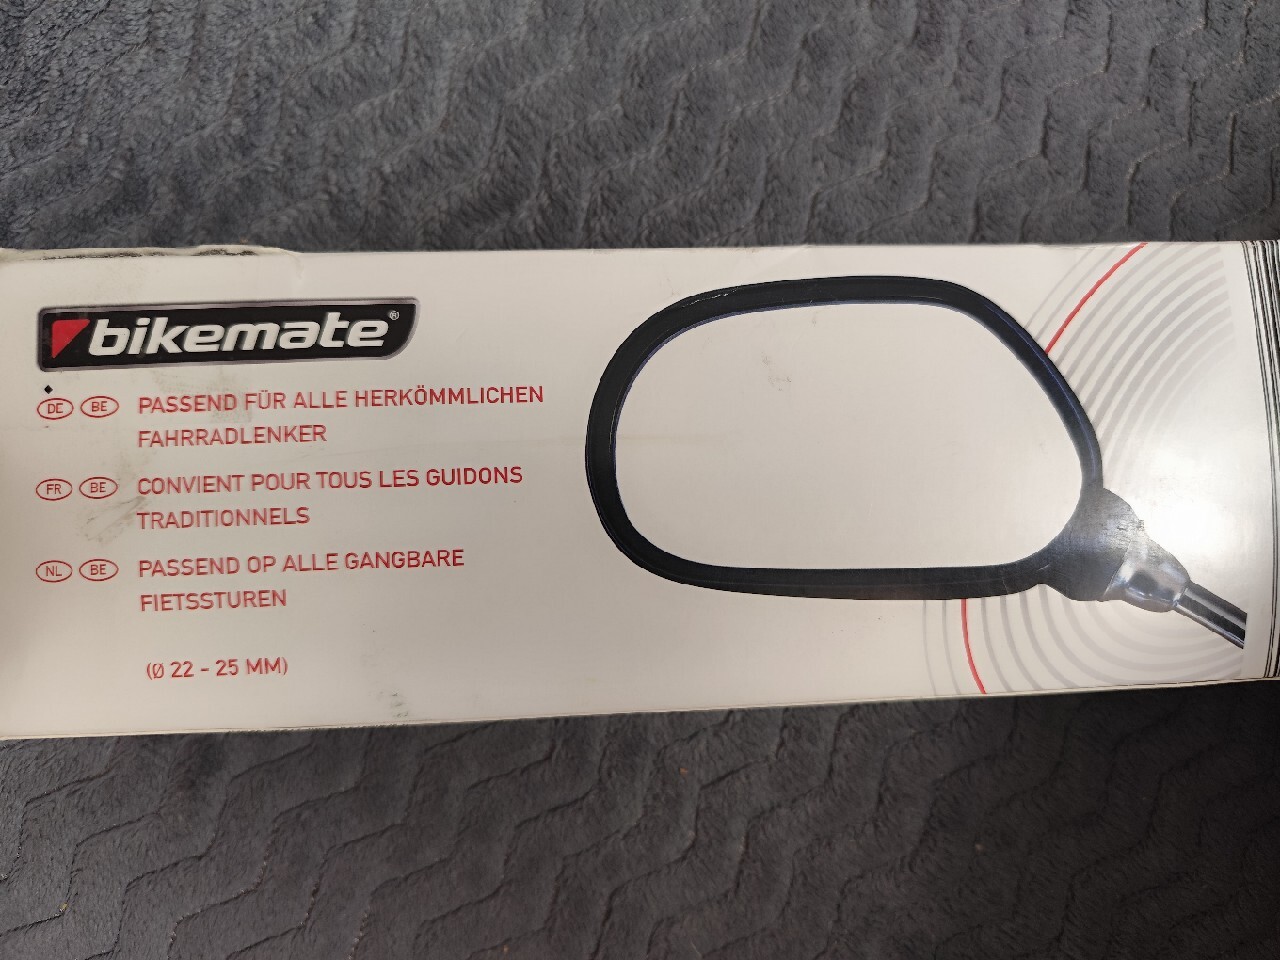 bikemate®
DE BE PASSEND FÜR ALLE HERKÖMMLICHEN
FAHRRADLENKER
FR BE CONVIENT POUR TOUS LES GUIDONS
TRADITIONNELS
NL BE PASSEND OP ALLE GANGBARE
FIETSSTUREN
(Ø 22 - 25 MM)